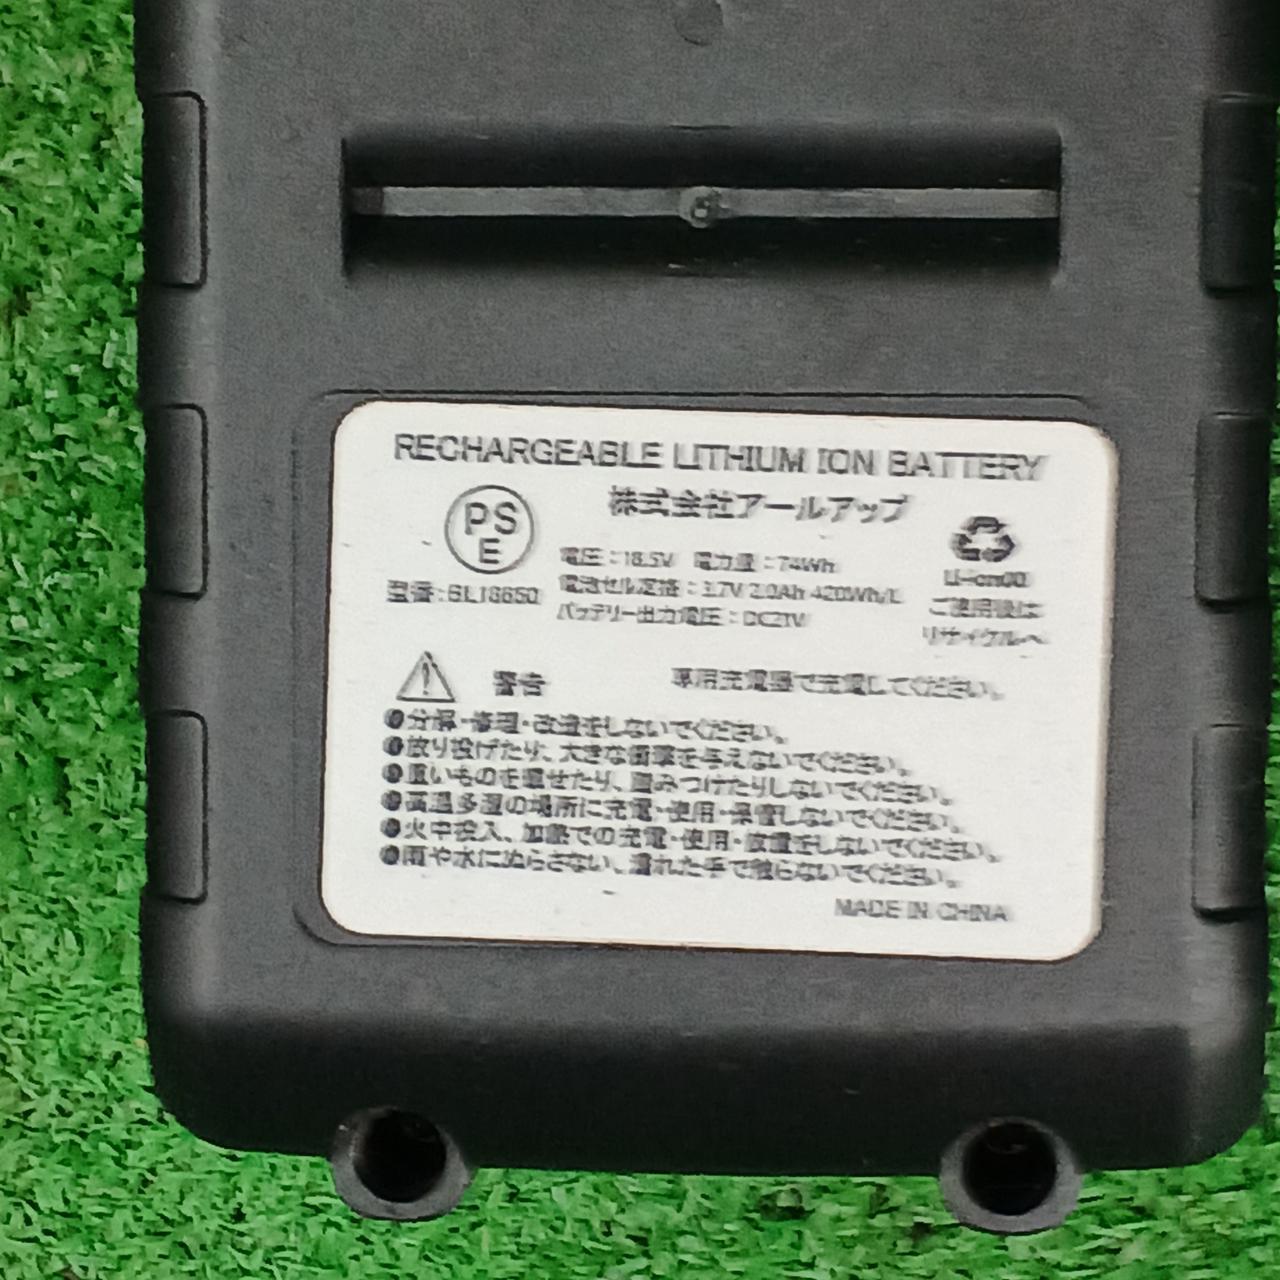 RECHARGEABLE LITHIUM ION BATTERY
PS
E
株式会社アールアップ
電圧：18.5V 電力量：74Wh
型番：BL18650
電池セル定格：3.7V 2.0Ah 420Wh/L
バッテリー出力電圧：DC21V
Li-ion00
ご使用後は
リサイクルへ
警告 専用充電器で充電してください。
●分解・修理・改造をしないでください。
●放り投げたり、大きな衝撃を与えないでください。
●重いものを載せたり、踏みつけたりしないでください。
●高温多湿の場所に充電・使用・保管しないでください。
●火中投入、加熱での充電・使用・放置をしないでください。
●雨や水にぬらさない、濡れた手で触らないでください。
MADE IN CHINA